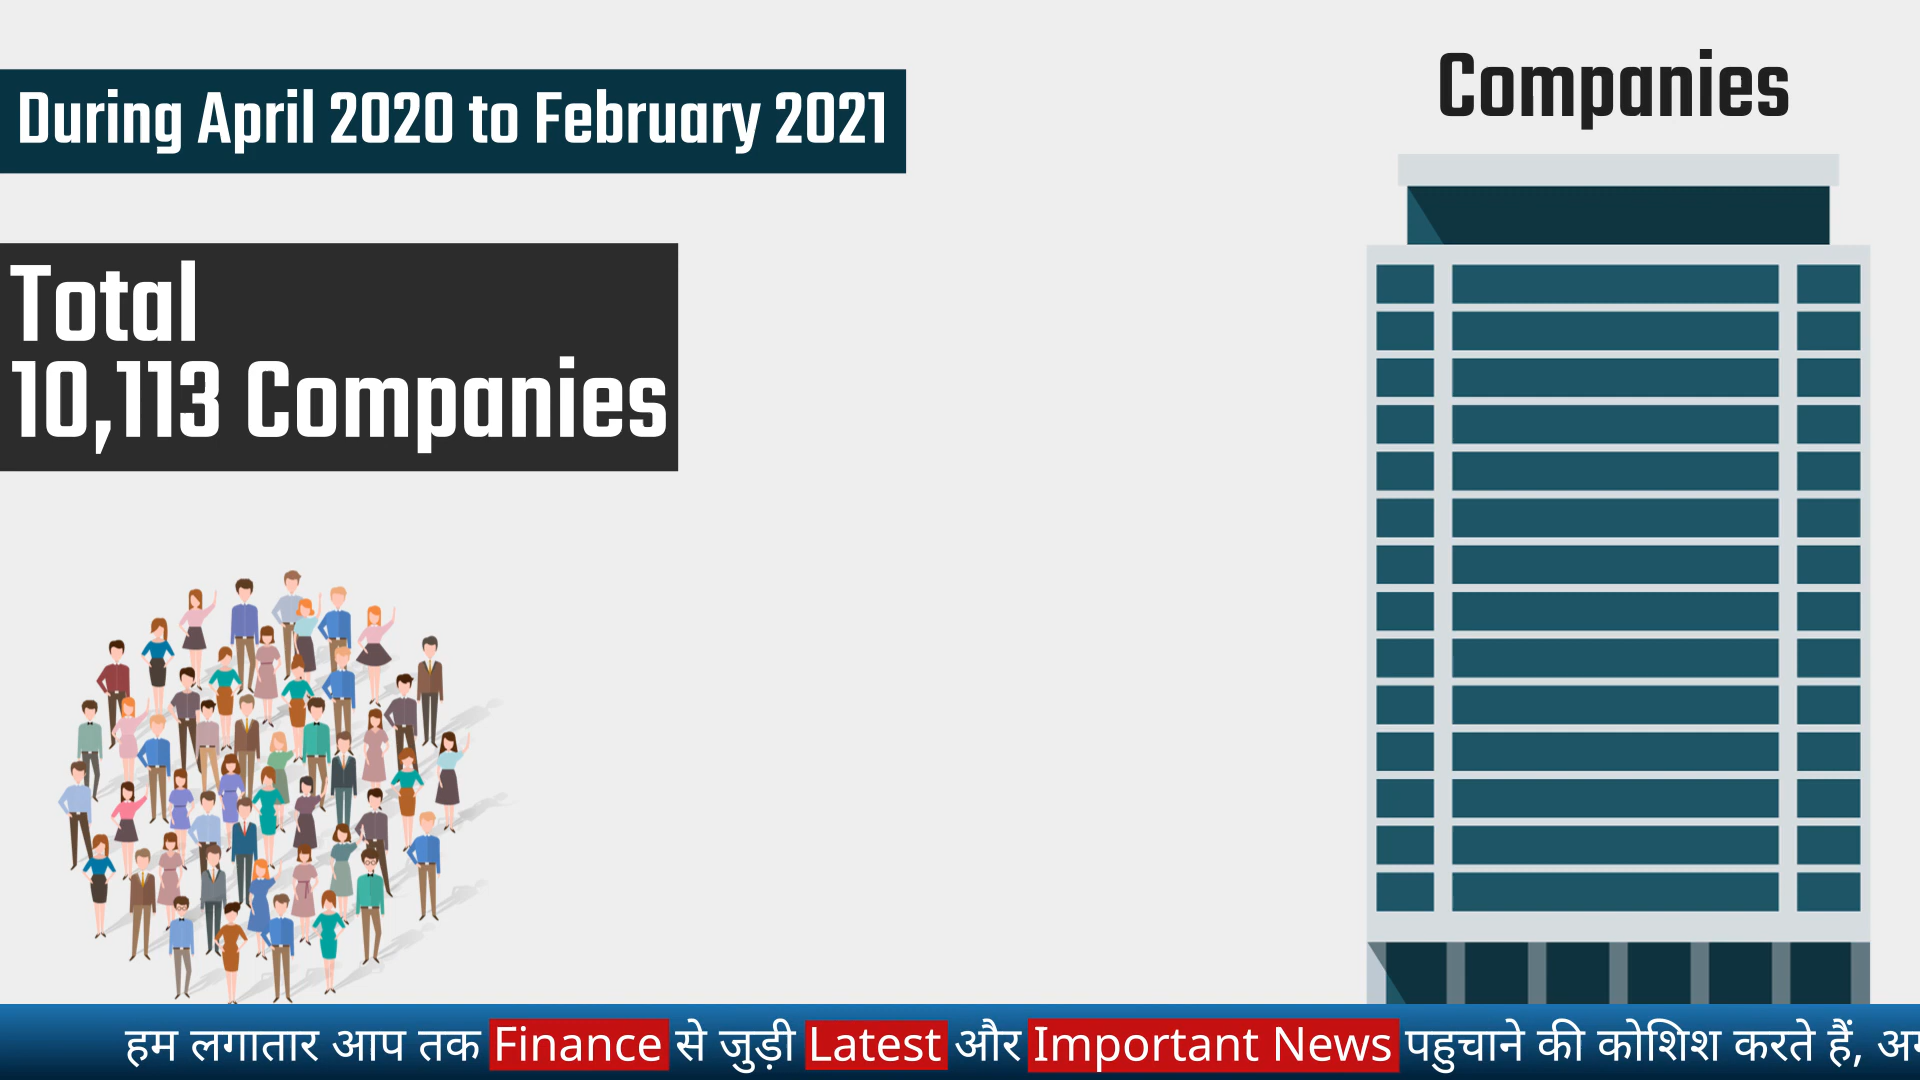 During April 2020 to February 2021
Companies
Total
10,113 Companies
हम लगातार आप तक Finance से जुड़ी Latest और Important News पहुचाने की कोशिश करते हैं,